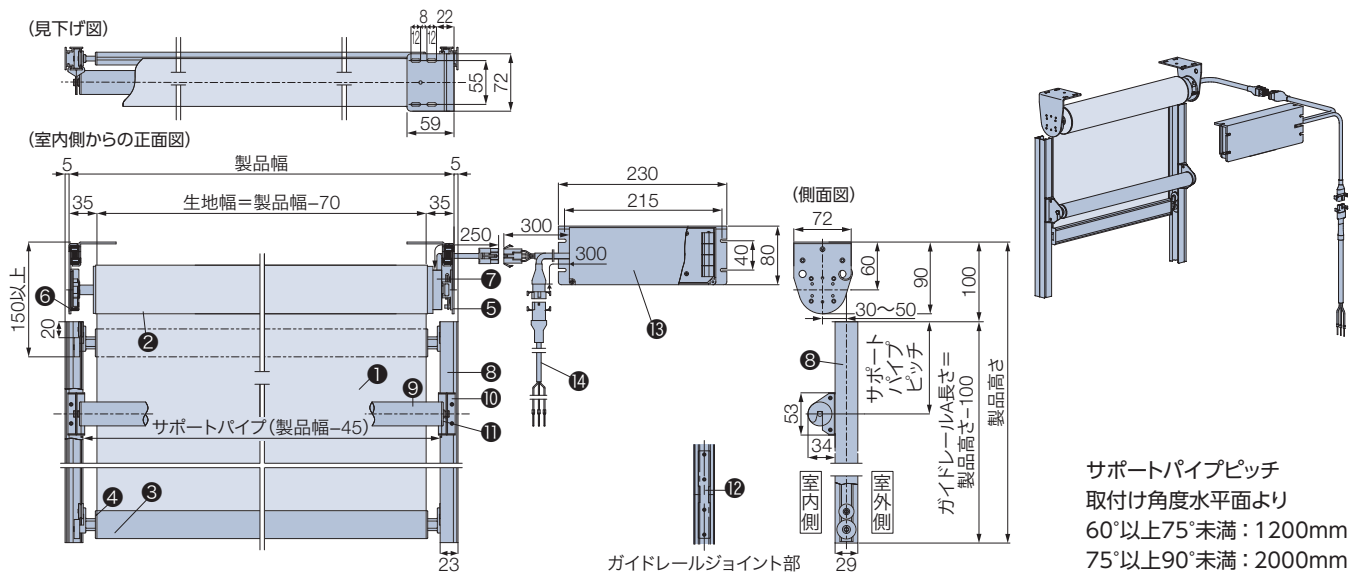 (見下げ図)
8
22
12
12
55
72
59
(室内側からの正面図)
5
製品幅
5
35
生地幅=製品幅−70
35
250
300
300
150以上
20
❻
❷
❼
❺
❽
❶
❾
❿
⓫
サポートパイプ(製品幅−45)
❹
❸
23
230
215
40
80
⓭
⓮
⓬
ガイドレールジョイント部
(側面図)
72
60
90
100
30〜50
❽
サポート
パイプ
ピッチ
53
34
ガイドレールA長さ=
製品高さ−100
製品高さ
室内側
室外側
29
サポートパイプピッチ
取付け角度水平面より
60°以上75°未満:1200mm
75°以上90°未満:2000mm